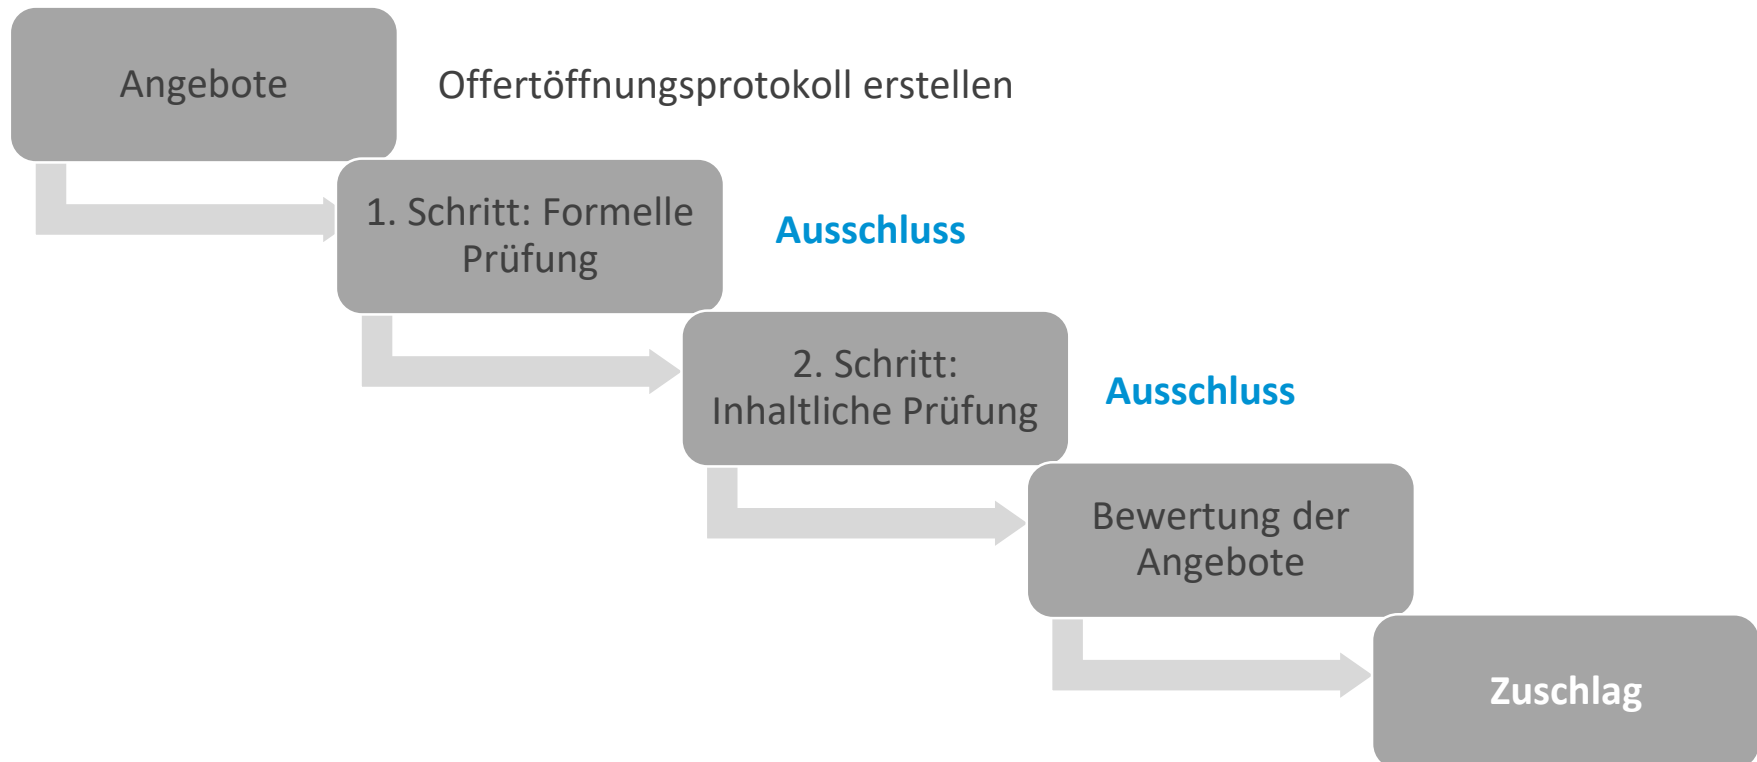 Angebote
Offertöffnungsprotokoll erstellen
1. Schritt: Formelle
Prüfung
Ausschluss
2. Schritt:
Inhaltliche Prüfung
Ausschluss
Bewertung der
Angebote
Zuschlag